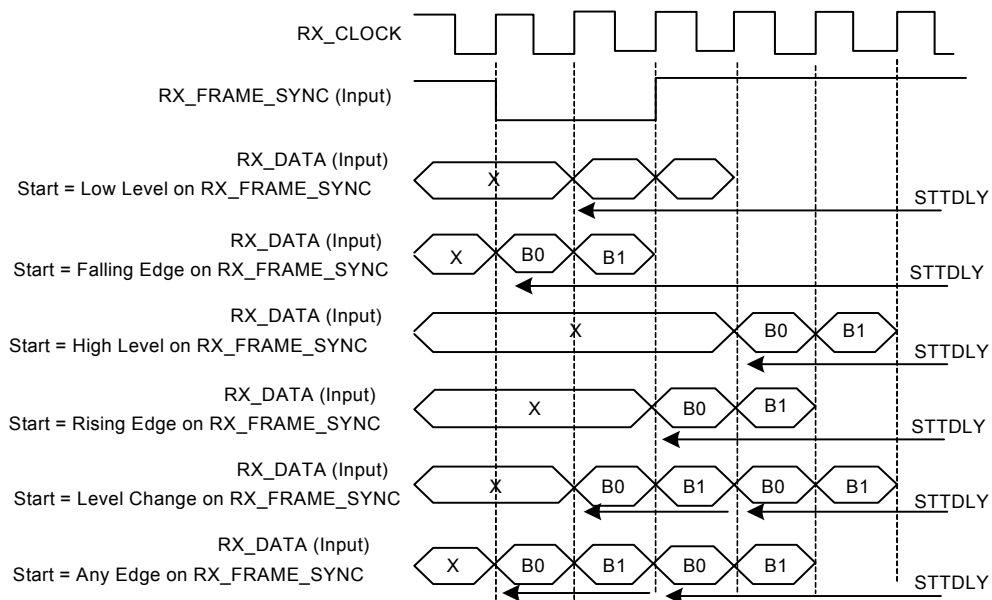 RX_CLOCK
RX_FRAME_SYNC (Input)
RX_DATA (Input)
Start = Low Level on RX_FRAME_SYNC
X
STTDLY
RX_DATA (Input)
Start = Falling Edge on RX_FRAME_SYNC
X B0 B1
STTDLY
RX_DATA (Input)
Start = High Level on RX_FRAME_SYNC
X B0 B1
STTDLY
RX_DATA (Input)
Start = Rising Edge on RX_FRAME_SYNC
X B0 B1
STTDLY
RX_DATA (Input)
Start = Level Change on RX_FRAME_SYNC
X B0 B1 B0 B1
STTDLY
RX_DATA (Input)
Start = Any Edge on RX_FRAME_SYNC
X B0 B1 B0 B1
STTDLY